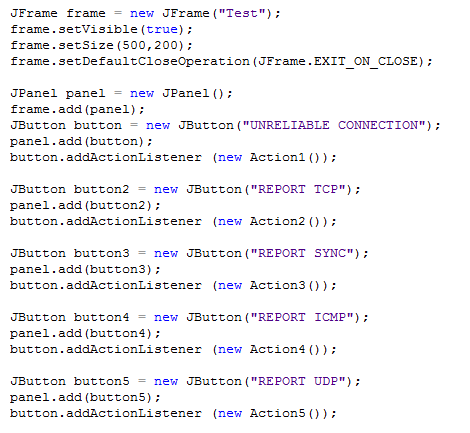 JFrame frame = new JFrame("Test");
frame.setVisible(true);
frame.setSize(500,200);
frame.setDefaultCloseOperation(JFrame.EXIT_ON_CLOSE);

JPanel panel = new JPanel();
frame.add(panel);
JButton button = new JButton("UNRELIABLE CONNECTION");
panel.add(button);
button.addActionListener (new Action1());

JButton button2 = new JButton("REPORT TCP");
panel.add(button2);
button.addActionListener (new Action2());

JButton button3 = new JButton("REPORT SYNC");
panel.add(button3);
button.addActionListener (new Action3());

JButton button4 = new JButton("REPORT ICMP");
panel.add(button4);
button.addActionListener (new Action4());

JButton button5 = new JButton("REPORT UDP");
panel.add(button5);
button.addActionListener (new Action5());